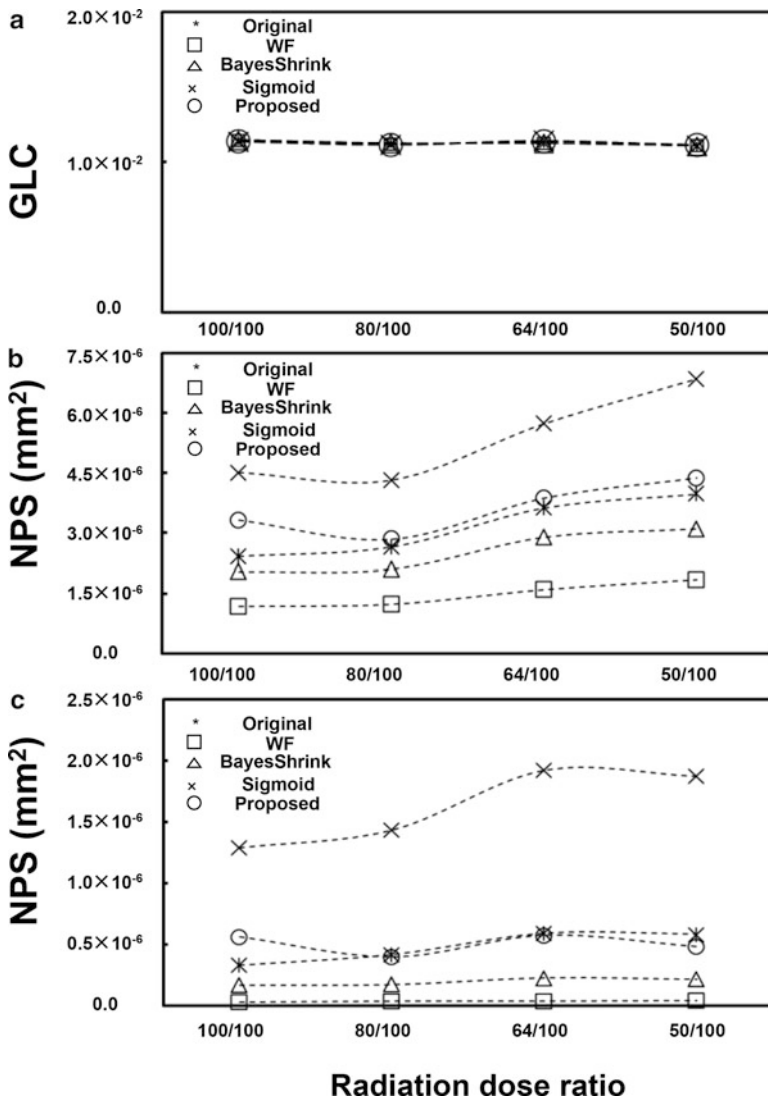 a
2.0×10⁻²
* Original
WF
BayesShrink
× Sigmoid
Proposed
GLC
1.0×10⁻²
0.0
100/100 80/100 64/100 50/100
b
7.5×10⁻⁶
* Original
WF
BayesShrink
× Sigmoid
Proposed
NPS (mm²)
6.0×10⁻⁶
4.5×10⁻⁶
3.0×10⁻⁶
1.5×10⁻⁶
0.0
100/100 80/100 64/100 50/100
c
2.5×10⁻⁶
* Original
WF
BayesShrink
× Sigmoid
Proposed
NPS (mm²)
2.0×10⁻⁶
1.5×10⁻⁶
1.0×10⁻⁶
0.5×10⁻⁶
0.0
100/100 80/100 64/100 50/100
Radiation dose ratio